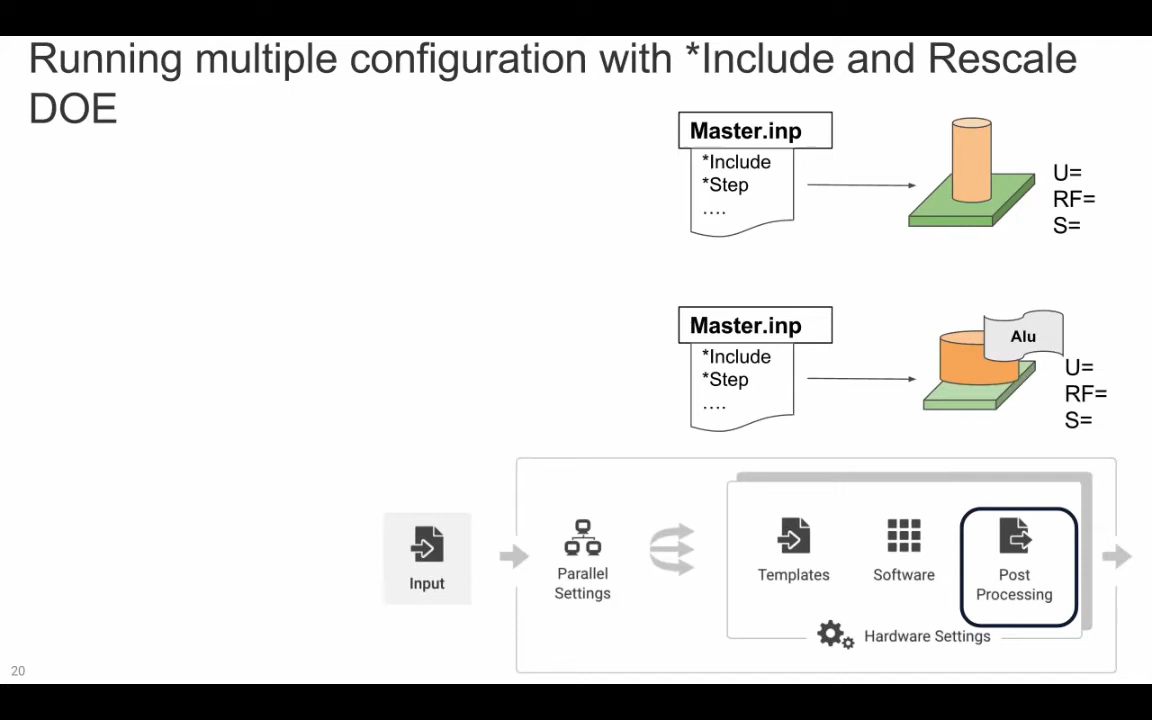 Running multiple configuration with *Include and Rescale
DOE
Master.inp
*Include
*Step
....
U=
RF=
S=
Master.inp
*Include
*Step
....
Alu
U=
RF=
S=
Input
Parallel
Settings
Templates
Software
Post
Processing
Hardware Settings
20